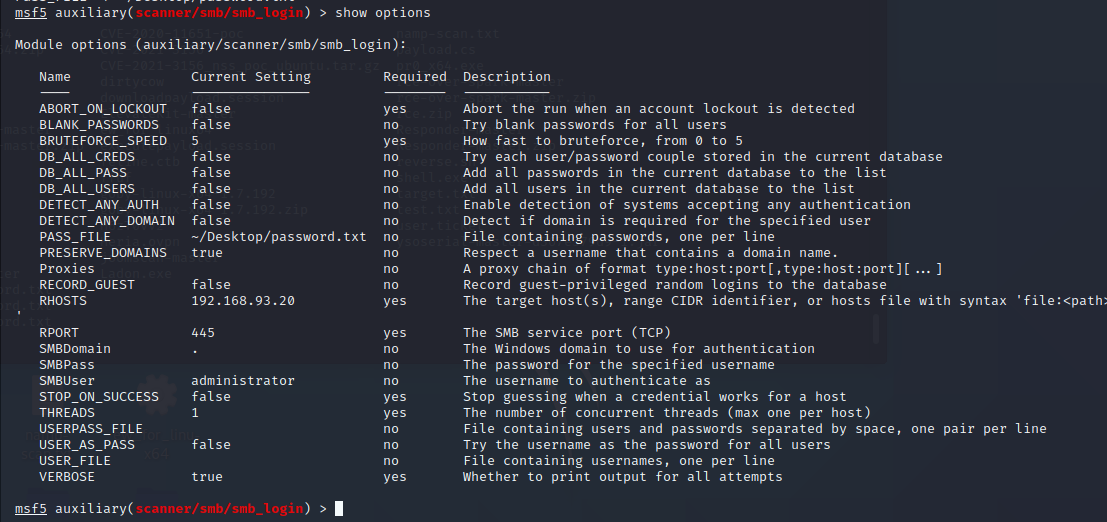 msf5 auxiliary(scanner/smb/smb_login) > show options
Module options (auxiliary/scanner/smb/smb_login):
Name Current Setting Required Description
ABORT_ON_LOCKOUT false yes Abort the run when an account lockout is detected
BLANK_PASSWORDS false no Try blank passwords for all users
BRUTEFORCE_SPEED 5 yes How fast to bruteforce, from 0 to 5
DB_ALL_CREDS false no Try each user/password couple stored in the current database
DB_ALL_PASS false no Add all passwords in the current database to the list
DB_ALL_USERS false no Add all users in the current database to the list
DETECT_ANY_AUTH false no Enable detection of systems accepting any authentication
DETECT_ANY_DOMAIN false no Detect if domain is required for the specified user
PASS_FILE ~/Desktop/password.txt no File containing passwords, one per line
PRESERVE_DOMAINS true no Respect a username that contains a domain name.
Proxies no A proxy chain of format type:host:port[,type:host:port][...]
RECORD_GUEST false no Record guest-privileged random logins to the database
RHOSTS 192.168.93.20 yes The target host(s), range CIDR identifier, or hosts file with syntax 'file:<path>
'
RPORT 445 yes The SMB service port (TCP)
SMBDomain . no The Windows domain to use for authentication
SMBPass no The password for the specified username
SMBUser administrator no The username to authenticate as
STOP_ON_SUCCESS false yes Stop guessing when a credential works for a host
THREADS 1 yes The number of concurrent threads (max one per host)
USERPASS_FILE no File containing users and passwords separated by space, one pair per line
USER_AS_PASS false no Try the username as the password for all users
USER_FILE no File containing usernames, one per line
VERBOSE true yes Whether to print output for all attempts
msf5 auxiliary(scanner/smb/smb_login) >